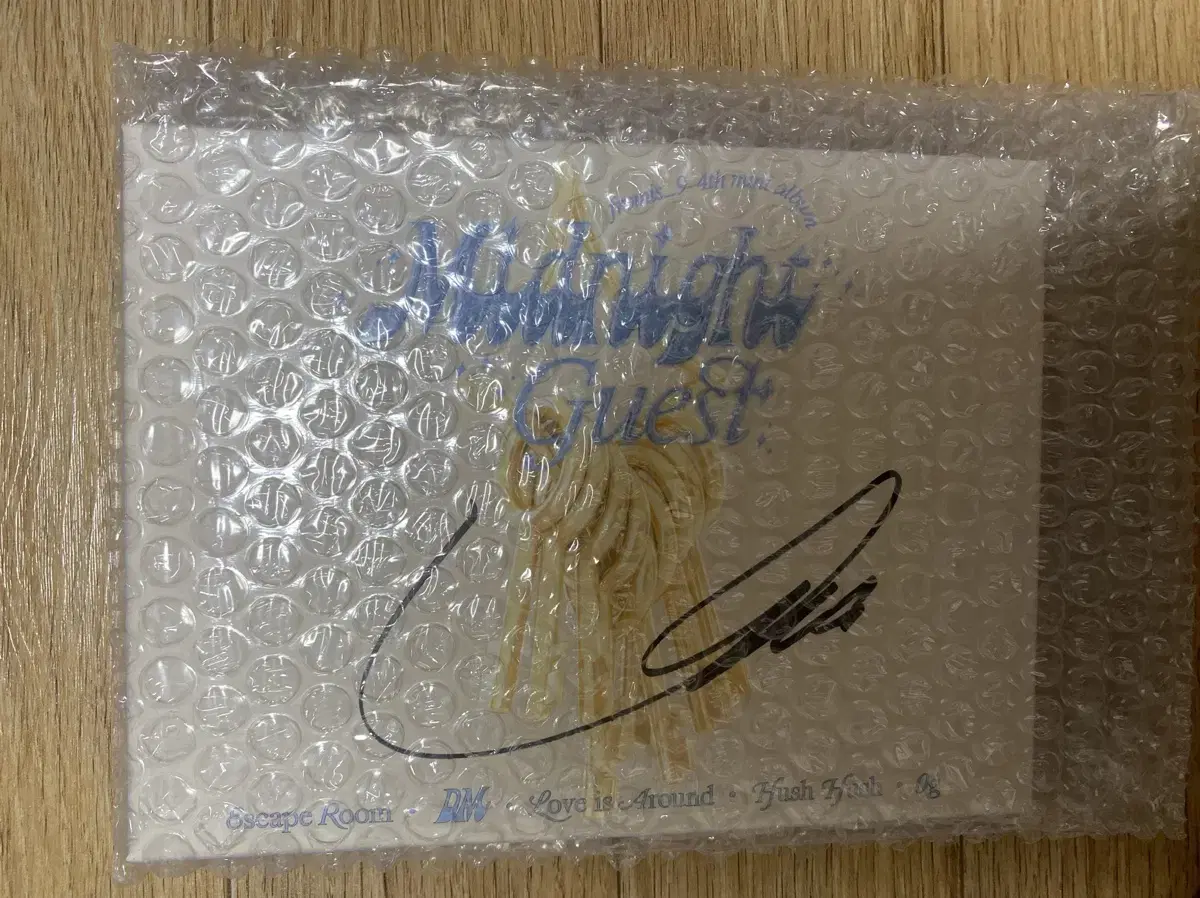 fromis_9 4th mini album
Midnight
Guest
Escape Room · DM · Love is Around · Hush Hush · 0g